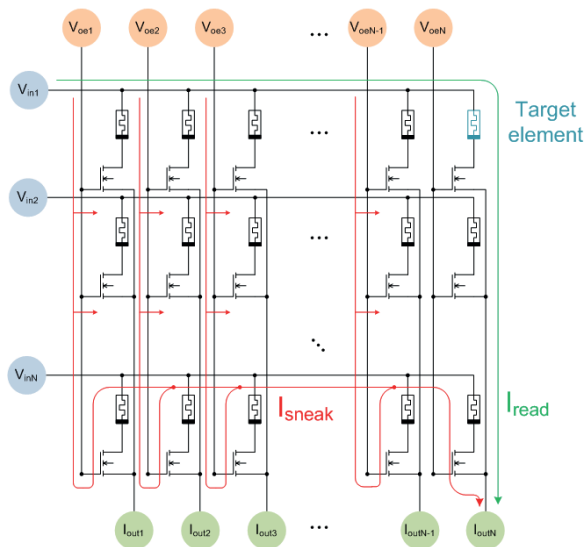 Voe1 Voe2 Voe3 ... VoeN-1 VoeN
Vin1
Target
element
...
Vin2
...
VinN
Isneak
Iread
Iout1 Iout2 Iout3 ... IoutN-1 IoutN